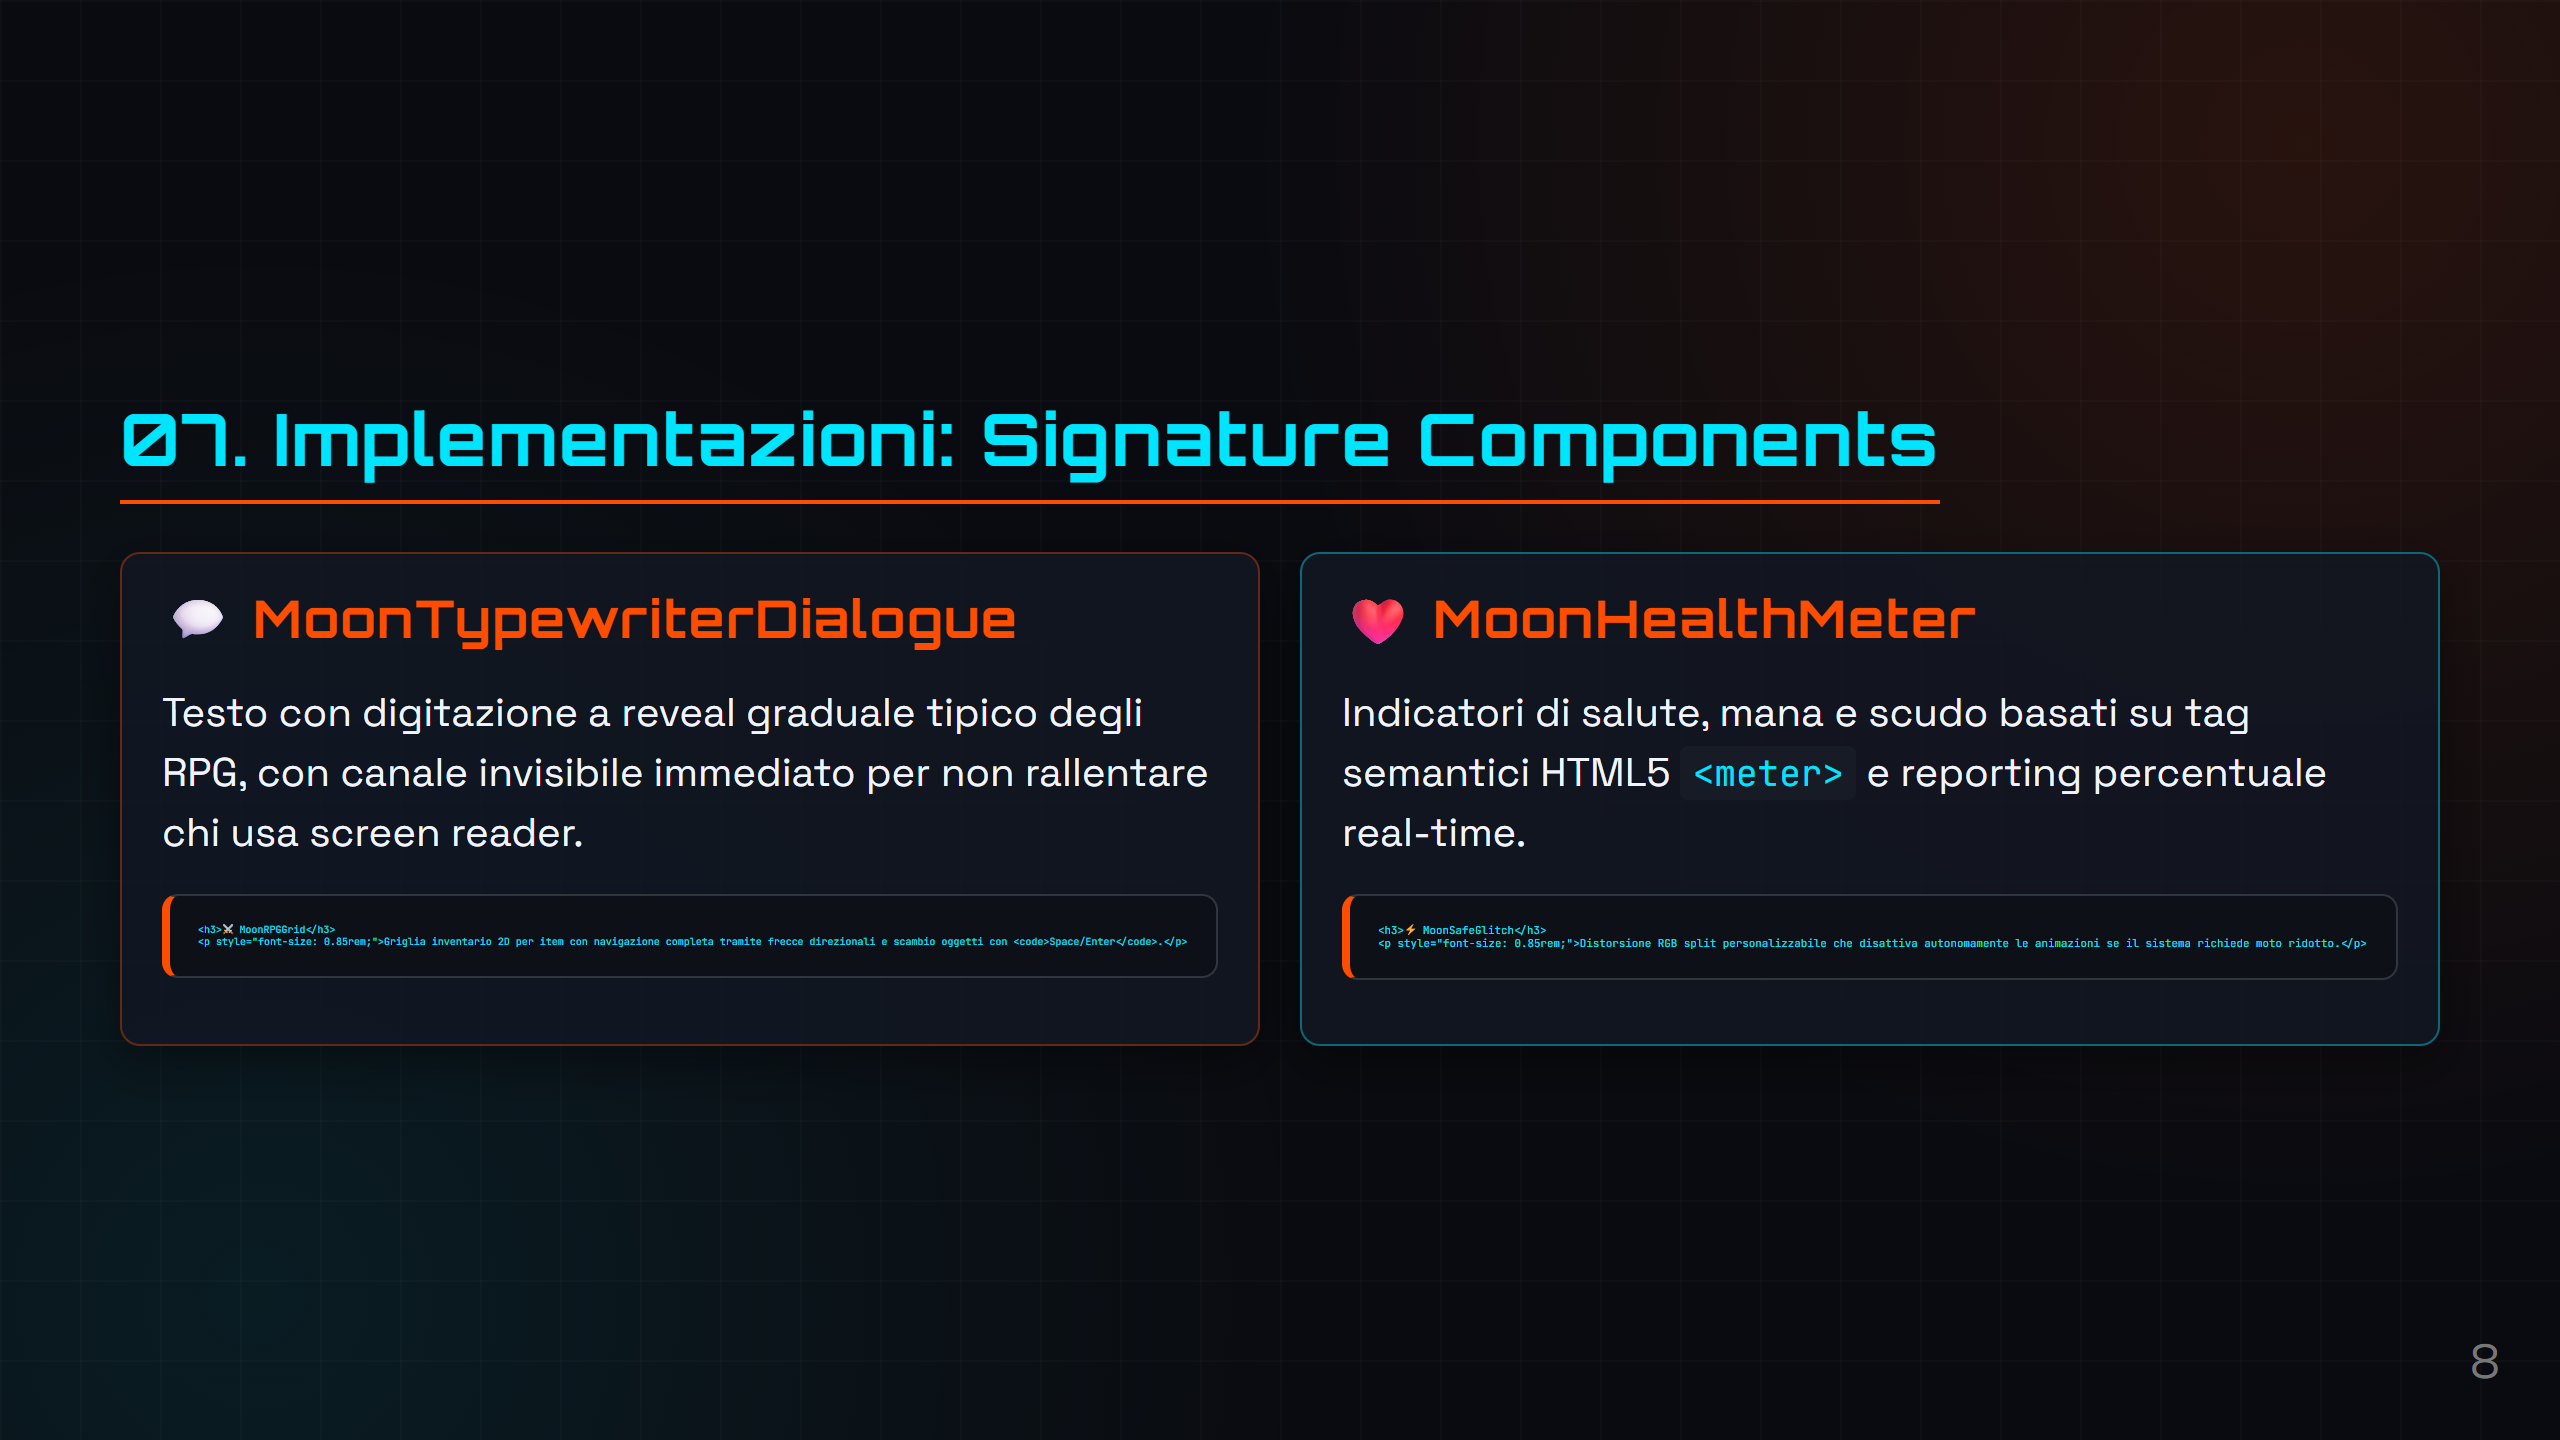 07. Implementazioni: Signature Components
💬 MoonTypewriterDialogue
Testo con digitazione a reveal graduale tipico degli
RPG, con canale invisibile immediato per non rallentare
chi usa screen reader.
<h3>⚔️ MoonRPGGrid</h3>
<p style="font-size: 0.85rem;">Griglia inventario 2D per item con navigazione completa tramite frecce direzionali e scambio oggetti con <code>Space/Enter</code>.</p>
❤️ MoonHealthMeter
Indicatori di salute, mana e scudo basati su tag
semantici HTML5 <meter> e reporting percentuale
real-time.
<h3>⚡ MoonSafeGlitch</h3>
<p style="font-size: 0.85rem;">Distorsione RGB split personalizzabile che disattiva autonomamente le animazioni se il sistema richiede moto ridotto.</p>
8